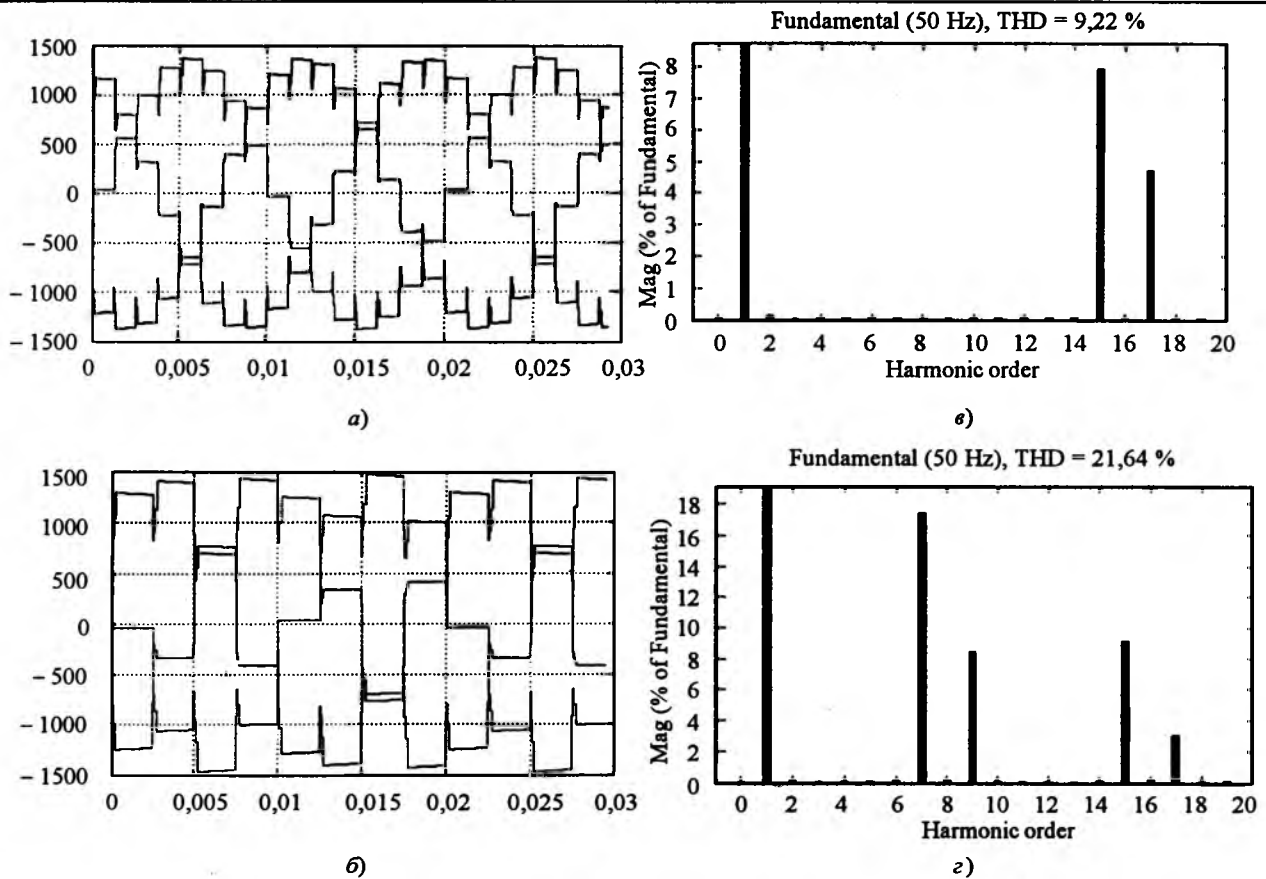 1500
1000
500
0
– 500
– 1000
– 1500
0 0,005 0,01 0,015 0,02 0,025 0,03
а)
Fundamental (50 Hz), THD = 9,22 %
Mag (% of Fundamental)
8
7
6
5
4
3
2
1
0
0 2 4 6 8 10 12 14 16 18 20
Harmonic order
в)
1500
1000
500
0
– 500
– 1000
– 1500
0 0,005 0,01 0,015 0,02 0,025 0,03
б)
Fundamental (50 Hz), THD = 21,64 %
Mag (% of Fundamental)
18
16
14
12
10
8
6
4
2
0
0 2 4 6 8 10 12 14 16 18 20
Harmonic order
г)